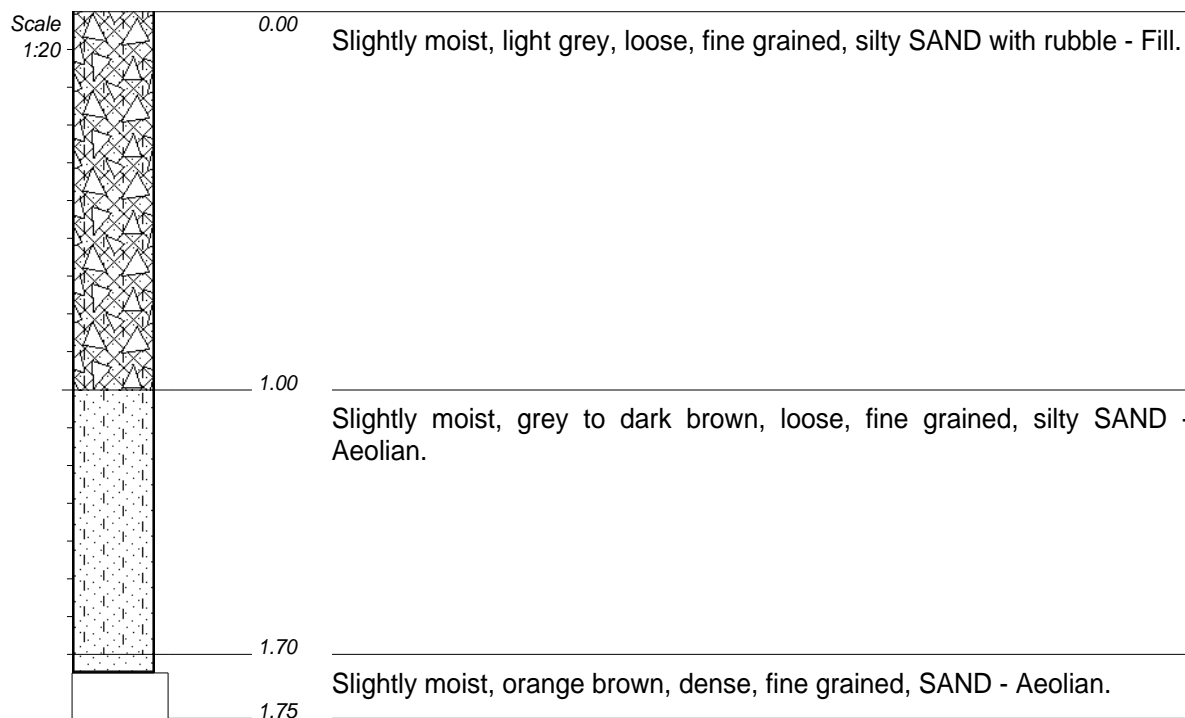 Scale
1:20
0.00
Slightly moist, light grey, loose, fine grained, silty SAND with rubble - Fill.
1.00
Slightly moist, grey to dark brown, loose, fine grained, silty SAND -
Aeolian.
1.70
Slightly moist, orange brown, dense, fine grained, SAND - Aeolian.
1.75